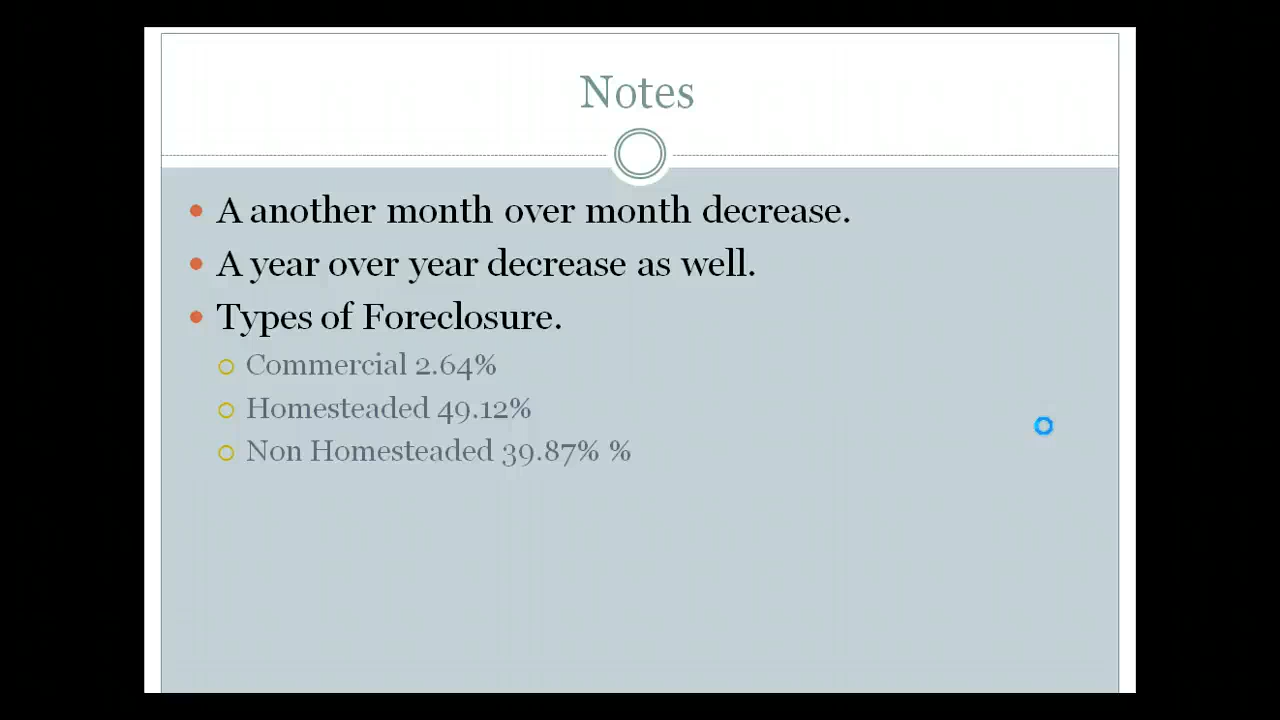 Notes
A another month over month decrease.
A year over year decrease as well.
Types of Foreclosure.
Commercial 2.64%
Homesteaded 49.12%
Non Homesteaded 39.87% %